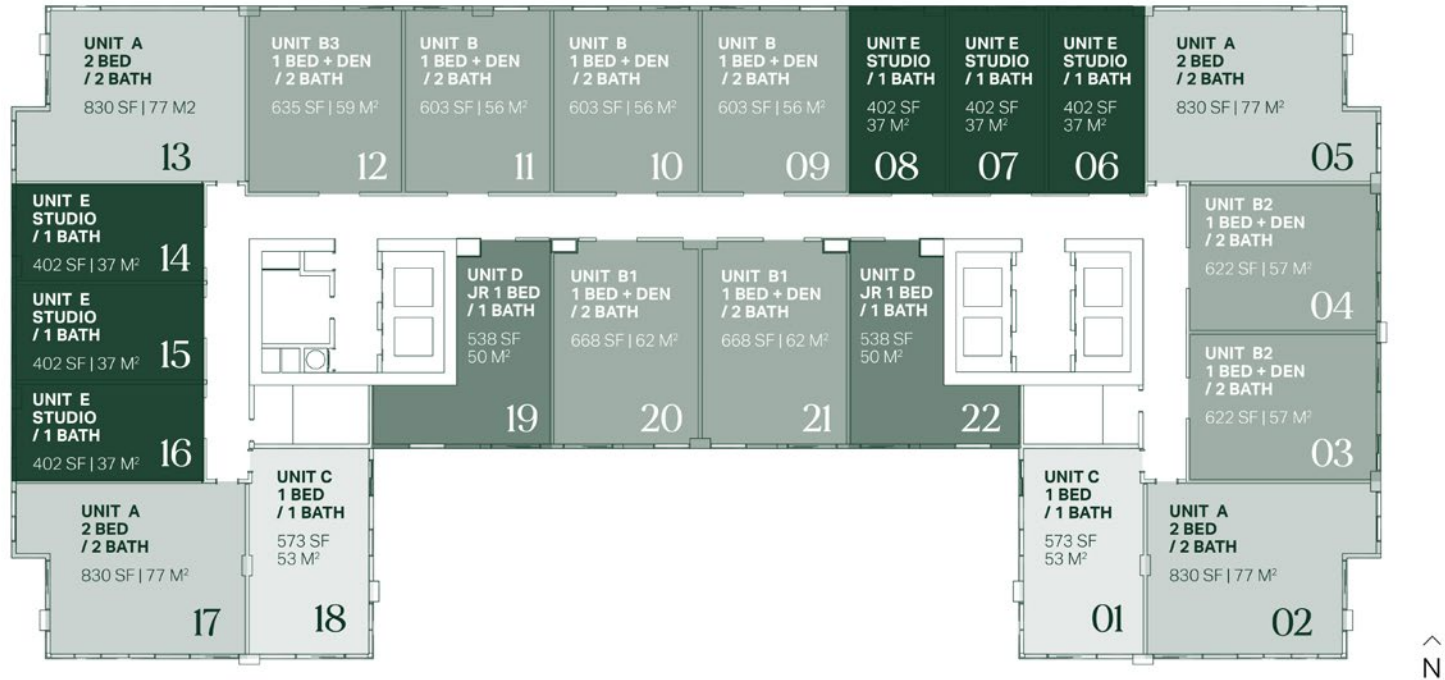 UNIT A
2 BED
/ 2 BATH
830 SF | 77 M2
13
UNIT B3
1 BED + DEN
/ 2 BATH
635 SF | 59 M²
12
UNIT B
1 BED + DEN
/ 2 BATH
603 SF | 56 M²
11
UNIT B
1 BED + DEN
/ 2 BATH
603 SF | 56 M²
10
UNIT B
1 BED + DEN
/ 2 BATH
603 SF | 56 M²
09
UNIT E
STUDIO
/ 1 BATH
402 SF
37 M²
08
UNIT E
STUDIO
/ 1 BATH
402 SF
37 M²
07
UNIT E
STUDIO
/ 1 BATH
402 SF
37 M²
06
UNIT A
2 BED
/ 2 BATH
830 SF | 77 M²
05
UNIT E
STUDIO
/ 1 BATH
402 SF | 37 M²
14
UNIT E
STUDIO
/ 1 BATH
402 SF | 37 M²
15
UNIT E
STUDIO
/ 1 BATH
402 SF | 37 M²
16
UNIT D
JR 1 BED
/ 1 BATH
538 SF
50 M²
19
UNIT B1
1 BED + DEN
/ 2 BATH
668 SF | 62 M²
20
UNIT B1
1 BED + DEN
/ 2 BATH
668 SF | 62 M²
21
UNIT D
JR 1 BED
/ 1 BATH
538 SF
50 M²
22
UNIT B2
1 BED + DEN
/ 2 BATH
622 SF | 57 M²
04
UNIT B2
1 BED + DEN
/ 2 BATH
622 SF | 57 M²
03
UNIT A
2 BED
/ 2 BATH
830 SF | 77 M²
17
UNIT C
1 BED
/ 1 BATH
573 SF
53 M²
18
UNIT C
1 BED
/ 1 BATH
573 SF
53 M²
01
UNIT A
2 BED
/ 2 BATH
830 SF | 77 M²
02
N